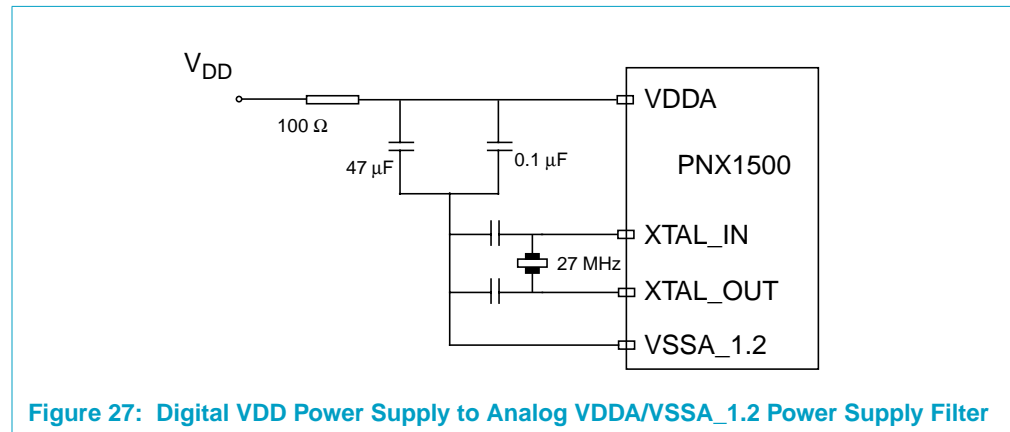 VDD
100 Ω
47 μF
0.1 μF
VDDA
PNX1500
XTAL_IN
27 MHz
XTAL_OUT
VSSA_1.2
Figure 27: Digital VDD Power Supply to Analog VDDA/VSSA_1.2 Power Supply Filter